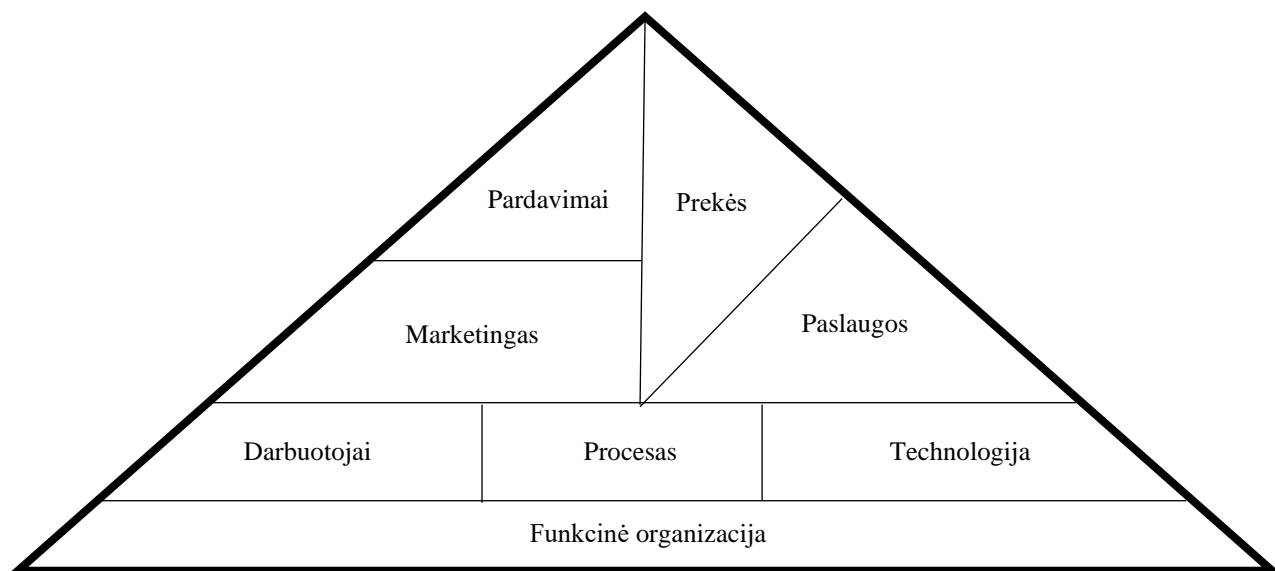 Pardavimai
Prekės
Marketingas
Paslaugos
Darbuotojai
Procesas
Technologija
Funkcinė organizacija